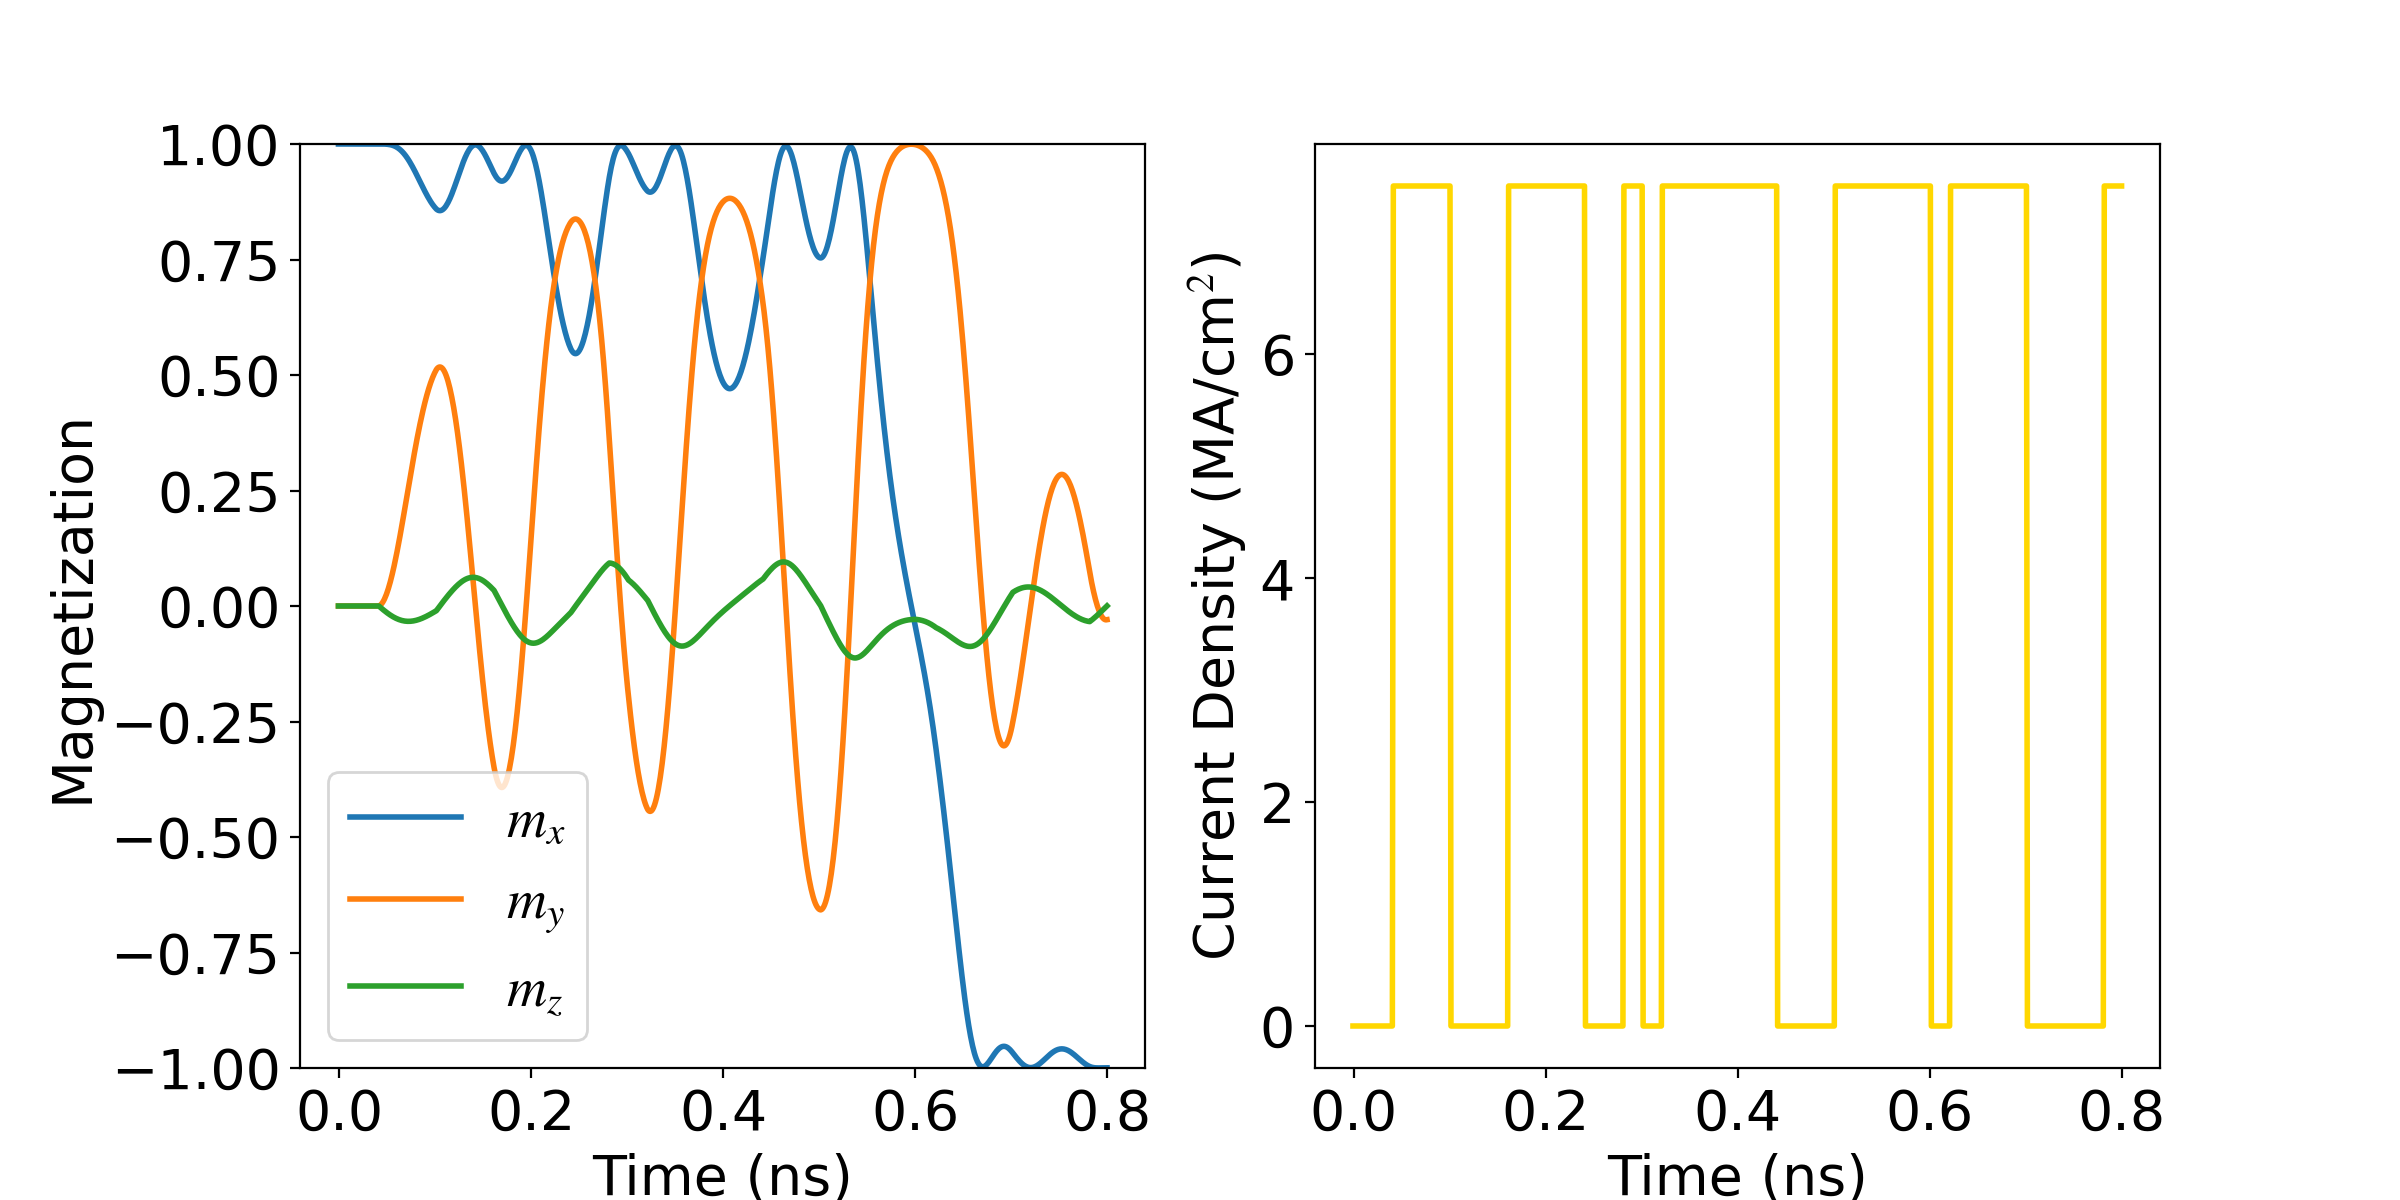 Magnetization
1.00
0.75
0.50
0.25
0.00
−0.25
−0.50
−0.75
−1.00
m_x
m_y
m_z
0.0 0.2 0.4 0.6 0.8
Time (ns)
Current Density (MA/cm²)
6
4
2
0
0.0 0.2 0.4 0.6 0.8
Time (ns)